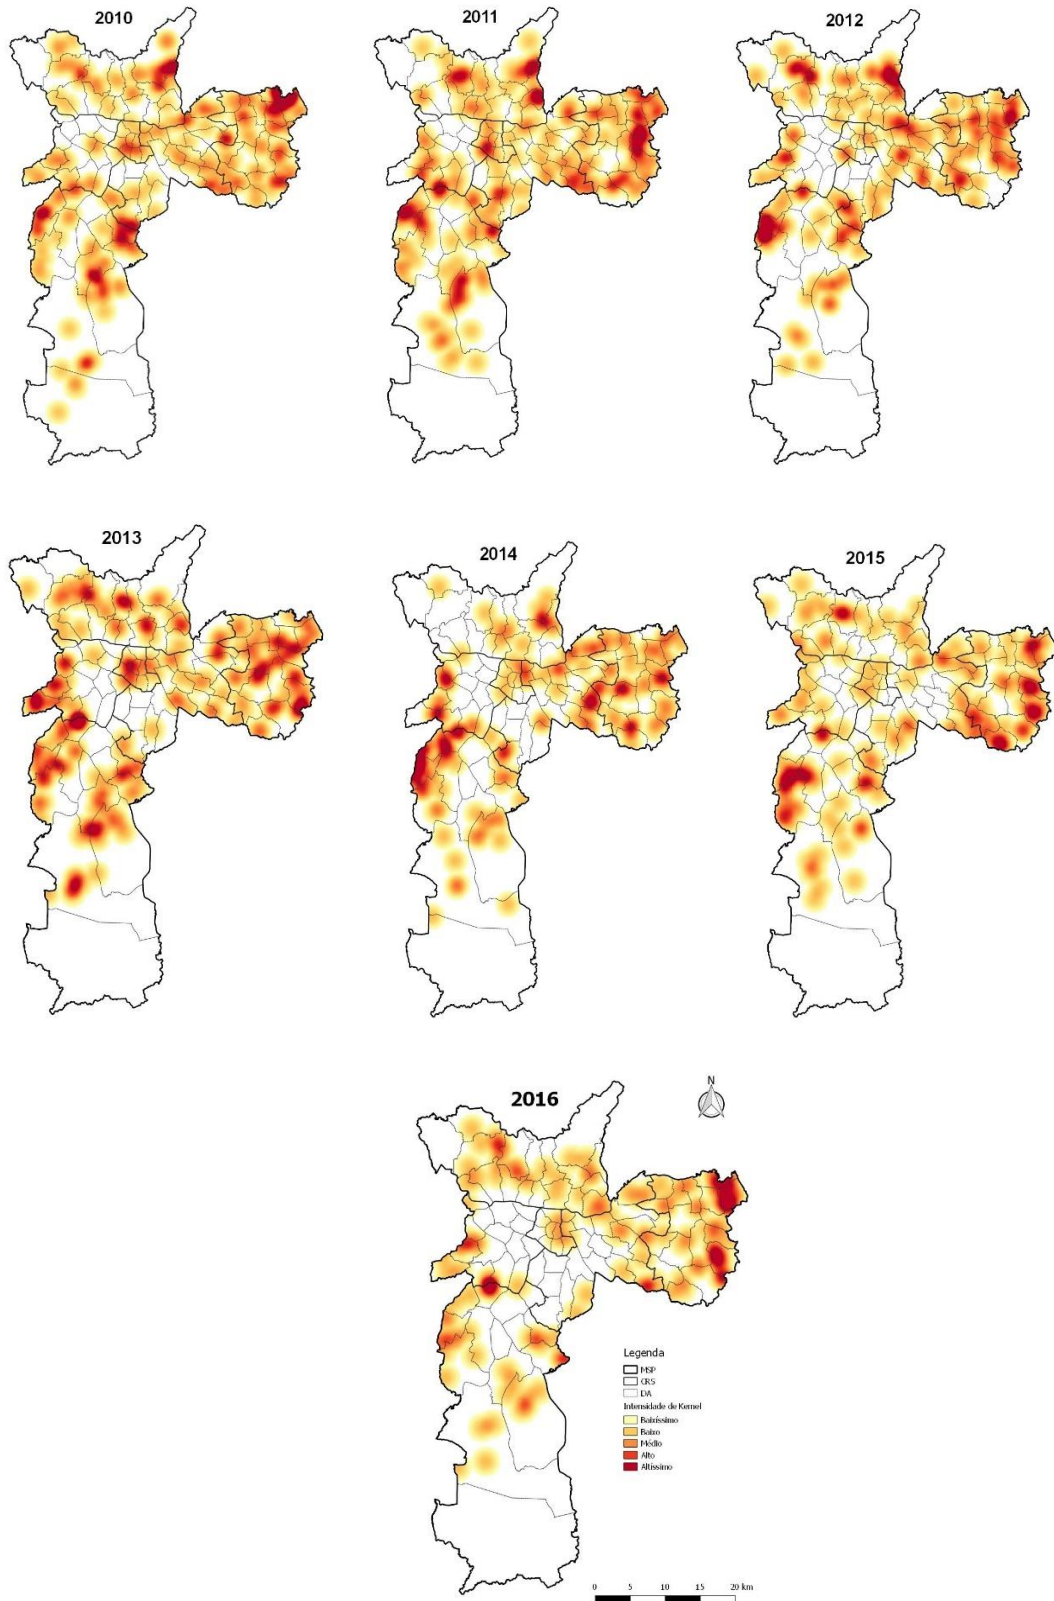 2010
2011
2012
2013
2014
2015
2016
N
Legenda
MSP
CRS
DA
Intensidade de Kernel
Baixíssimo
Baixo
Médio
Alto
Altíssimo
0 5 10 15 20 km